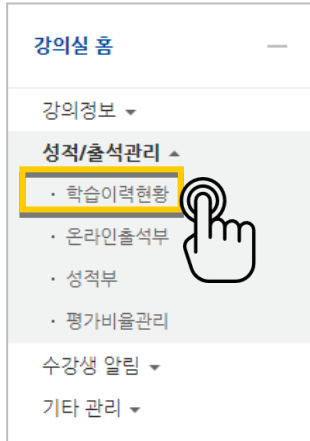 강의실 홈
강의정보
성적/출석관리
· 학습이력현황
· 온라인출석부
· 성적부
· 평가비율관리
수강생 알림
기타 관리